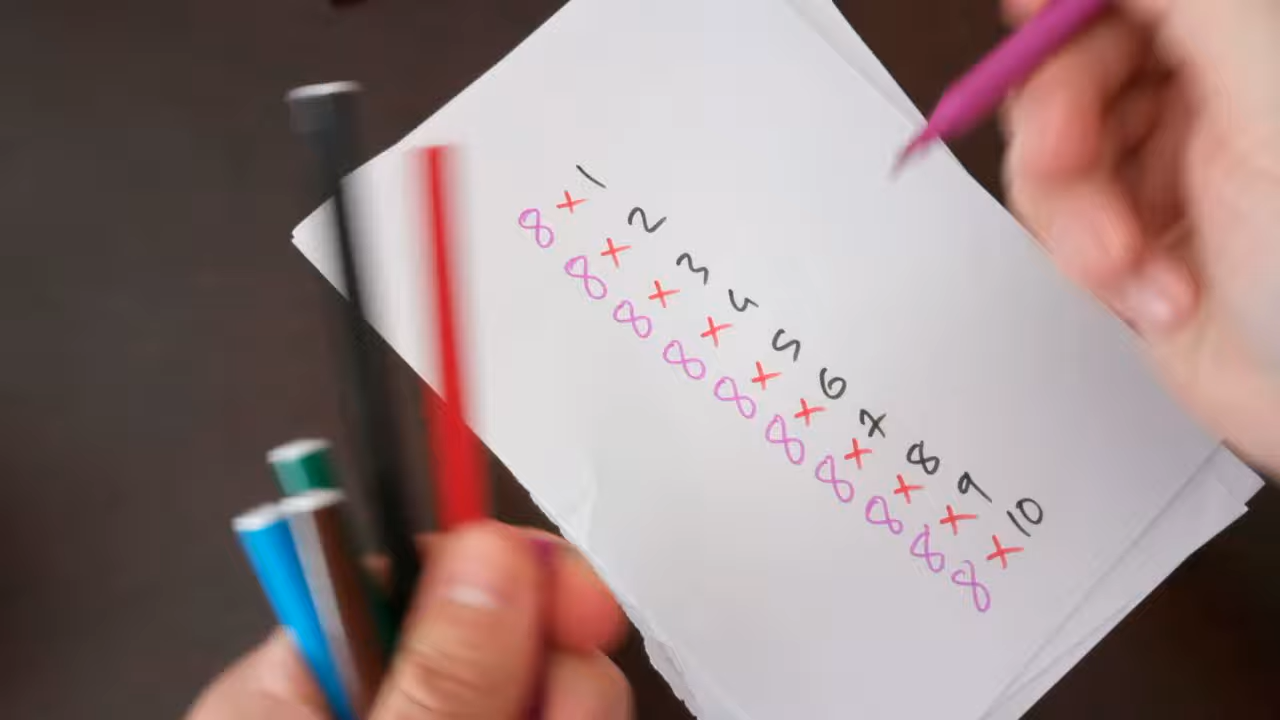 8 × 1
8 × 2
8 × 3
8 × 4
8 × 5
8 × 6
8 × 7
8 × 8
8 × 9
8 × 10